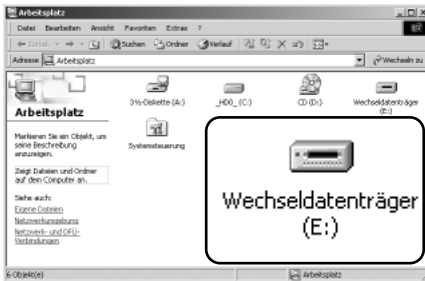 Arbeitsplatz
Datei Bearbeiten Ansicht Favoriten Extras ?
Zurück Suchen Ordner Verlauf
Adresse Arbeitsplatz Wechseln zu
Arbeitsplatz
Markieren Sie ein Objekt, um
seine Beschreibung
anzuzeigen.
Zeigt Dateien und Ordner
auf dem Computer an.
Siehe auch:
Eigene Dateien
Netzwerkumgebung
Netzwerk- und DFÜ-
Verbindungen
3½-Diskette (A:)
_HD0_ (C:)
CD (D:)
Wechseldatenträger
(E:)
Systemsteuerung
Wechseldatenträger
(E:)
6 Objekt(e) Arbeitsplatz